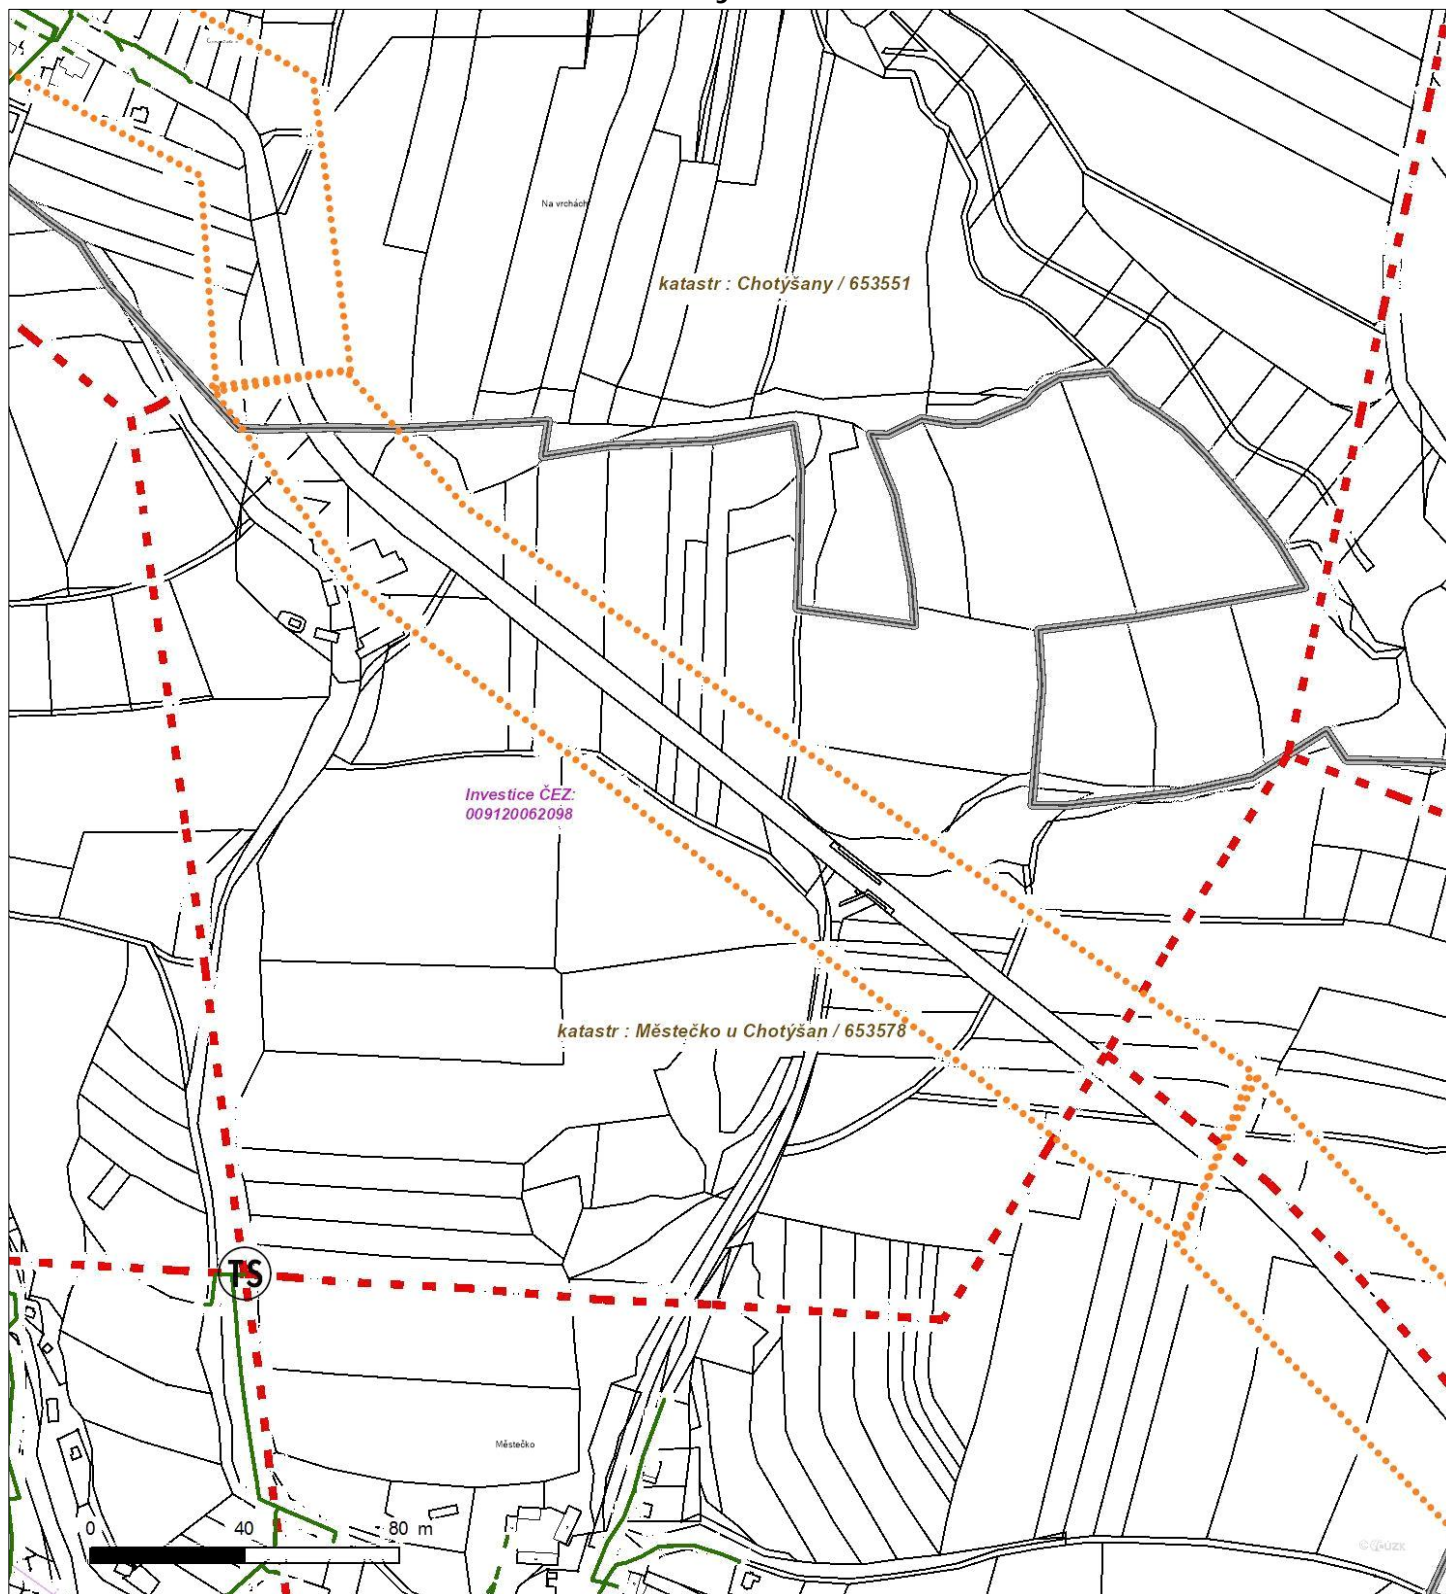 Na vrchách
katastr : Chotýšany / 653551
Investice ČEZ:
009120062098
katastr : Městečko u Chotýšan / 653578
TS
Městečko
0 40 80 m